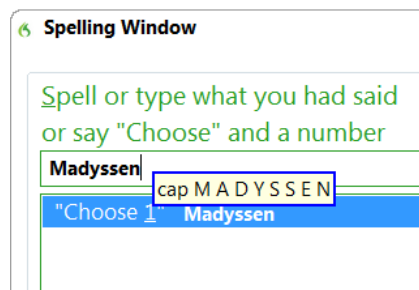 Spelling Window
Spell or type what you had said
or say "Choose" and a number
Madyssen
cap M A D Y S S E N
"Choose 1" Madyssen